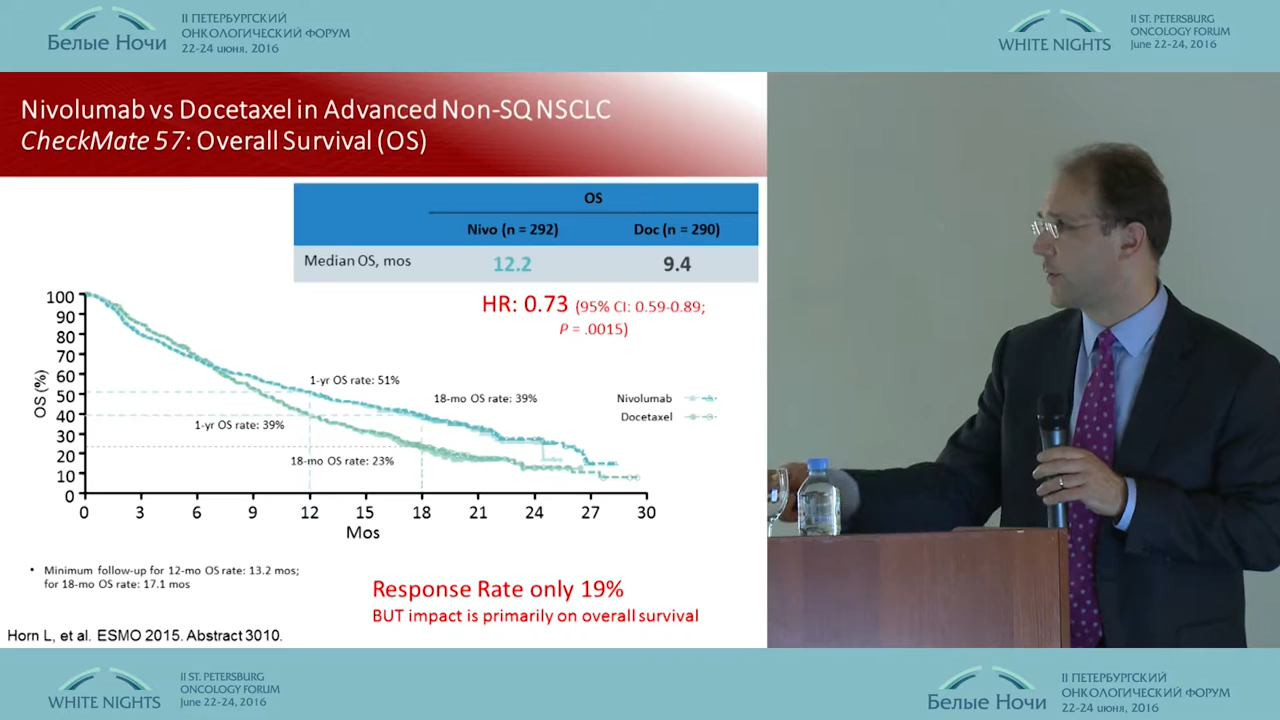 II ПЕТЕРБУРГСКИЙ
ОНКОЛОГИЧЕСКИЙ ФОРУМ
Белые Ночи
22-24 июня, 2016
II ST. PETERSBURG
ONCOLOGY FORUM
WHITE NIGHTS
June 22-24, 2016
Nivolumab vs Docetaxel in Advanced Non-SQ NSCLC
CheckMate 57: Overall Survival (OS)
OS
Nivo (n = 292) Doc (n = 290)
Median OS, mos 12.2 9.4
HR: 0.73 (95% CI: 0.59-0.89;
P = .0015)
100
90
80
70
60
50
40
30
20
10
0
OS (%)
1-yr OS rate: 51%
18-mo OS rate: 39%
1-yr OS rate: 39%
18-mo OS rate: 23%
Nivolumab
Docetaxel
0 3 6 9 12 15 18 21 24 27 30
Mos
• Minimum follow-up for 12-mo OS rate: 13.2 mos;
for 18-mo OS rate: 17.1 mos
Response Rate only 19%
BUT impact is primarily on overall survival
Horn L, et al. ESMO 2015. Abstract 3010.
II ST. PETERSBURG
ONCOLOGY FORUM
WHITE NIGHTS
June 22-24, 2016
II ПЕТЕРБУРГСКИЙ
ОНКОЛОГИЧЕСКИЙ ФОРУМ
Белые Ночи
22-24 июня, 2016